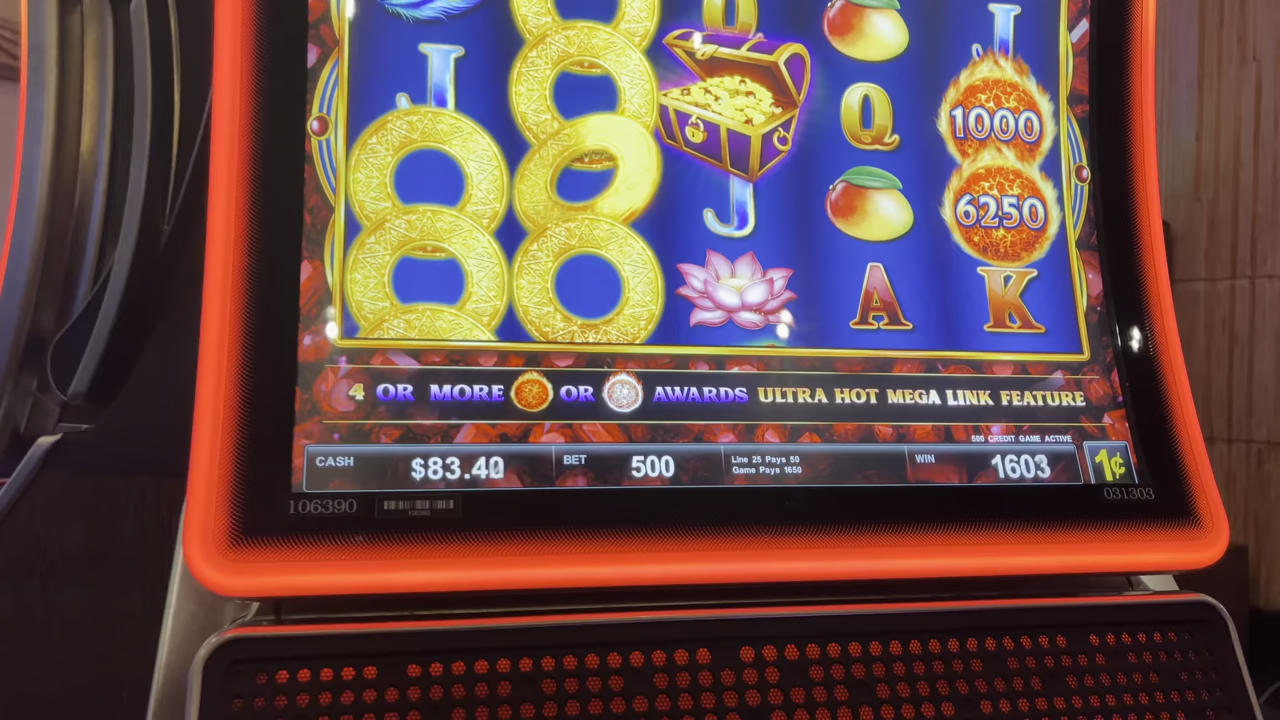 J
Q
J
Q
1000
J
6250
A
K
4 OR MORE OR AWARDS ULTRA HOT MEGA LINK FEATURE
500 CREDIT GAME ACTIVE
CASH $83.40
BET 500
Line 25 Pays 50
Game Pays 1650
WIN 1603
1¢
106390
031303